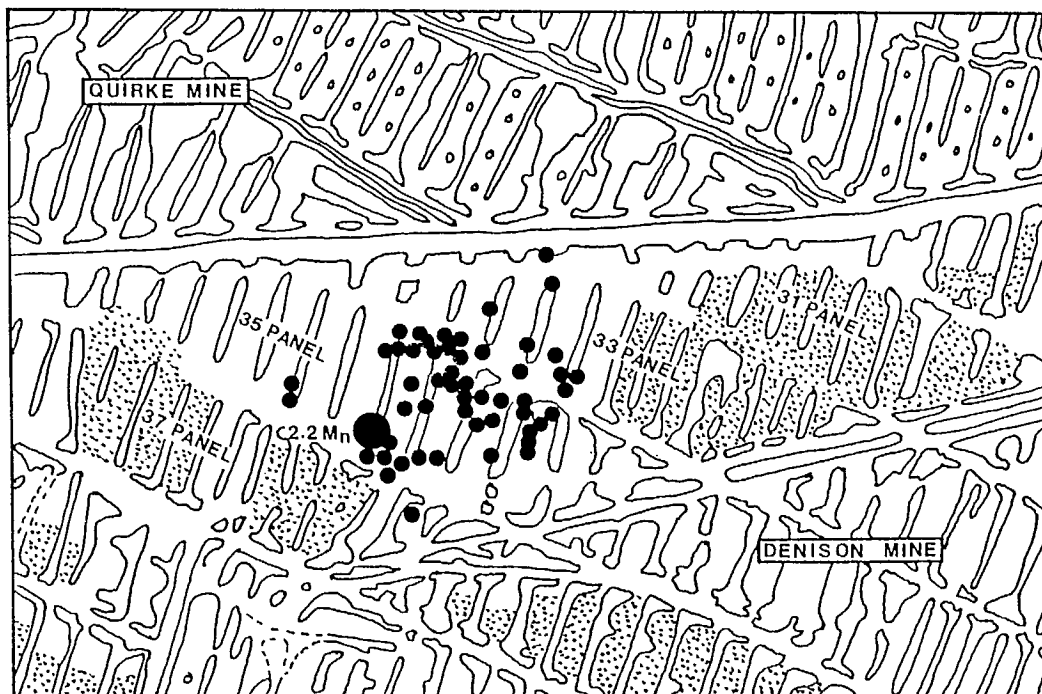 QUIRKE MINE
31 PANEL
35 PANEL
33 PANEL
37 PANEL
<2.2 Mn
DENISON MINE